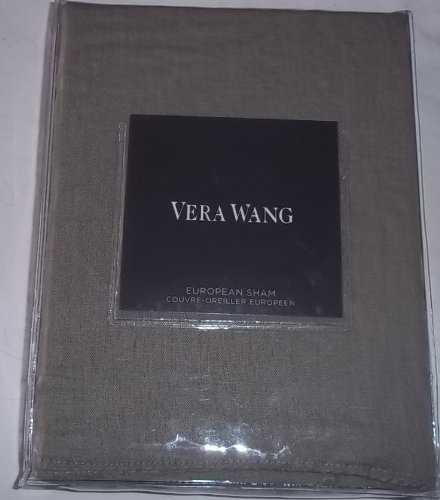 VERA WANG
EUROPEAN SHAM
COUVRE-OREILLER EUROPEEN